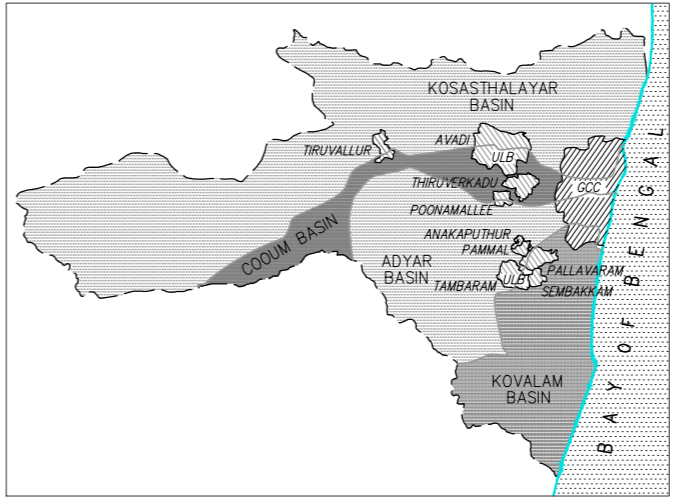 KOSASTHALAYAR
BASIN
AVADI
TIRUVALLUR
ULB
THIRUVERKADU
GCC
POONAMALLEE
ANAKAPUTHUR
PAMMAL
COOUM BASIN
ADYAR
BASIN
PALLAVARAM
TAMBARAM
ULB
SEMBAKKAM
KOVALAM
BASIN
BAY OF BENGAL